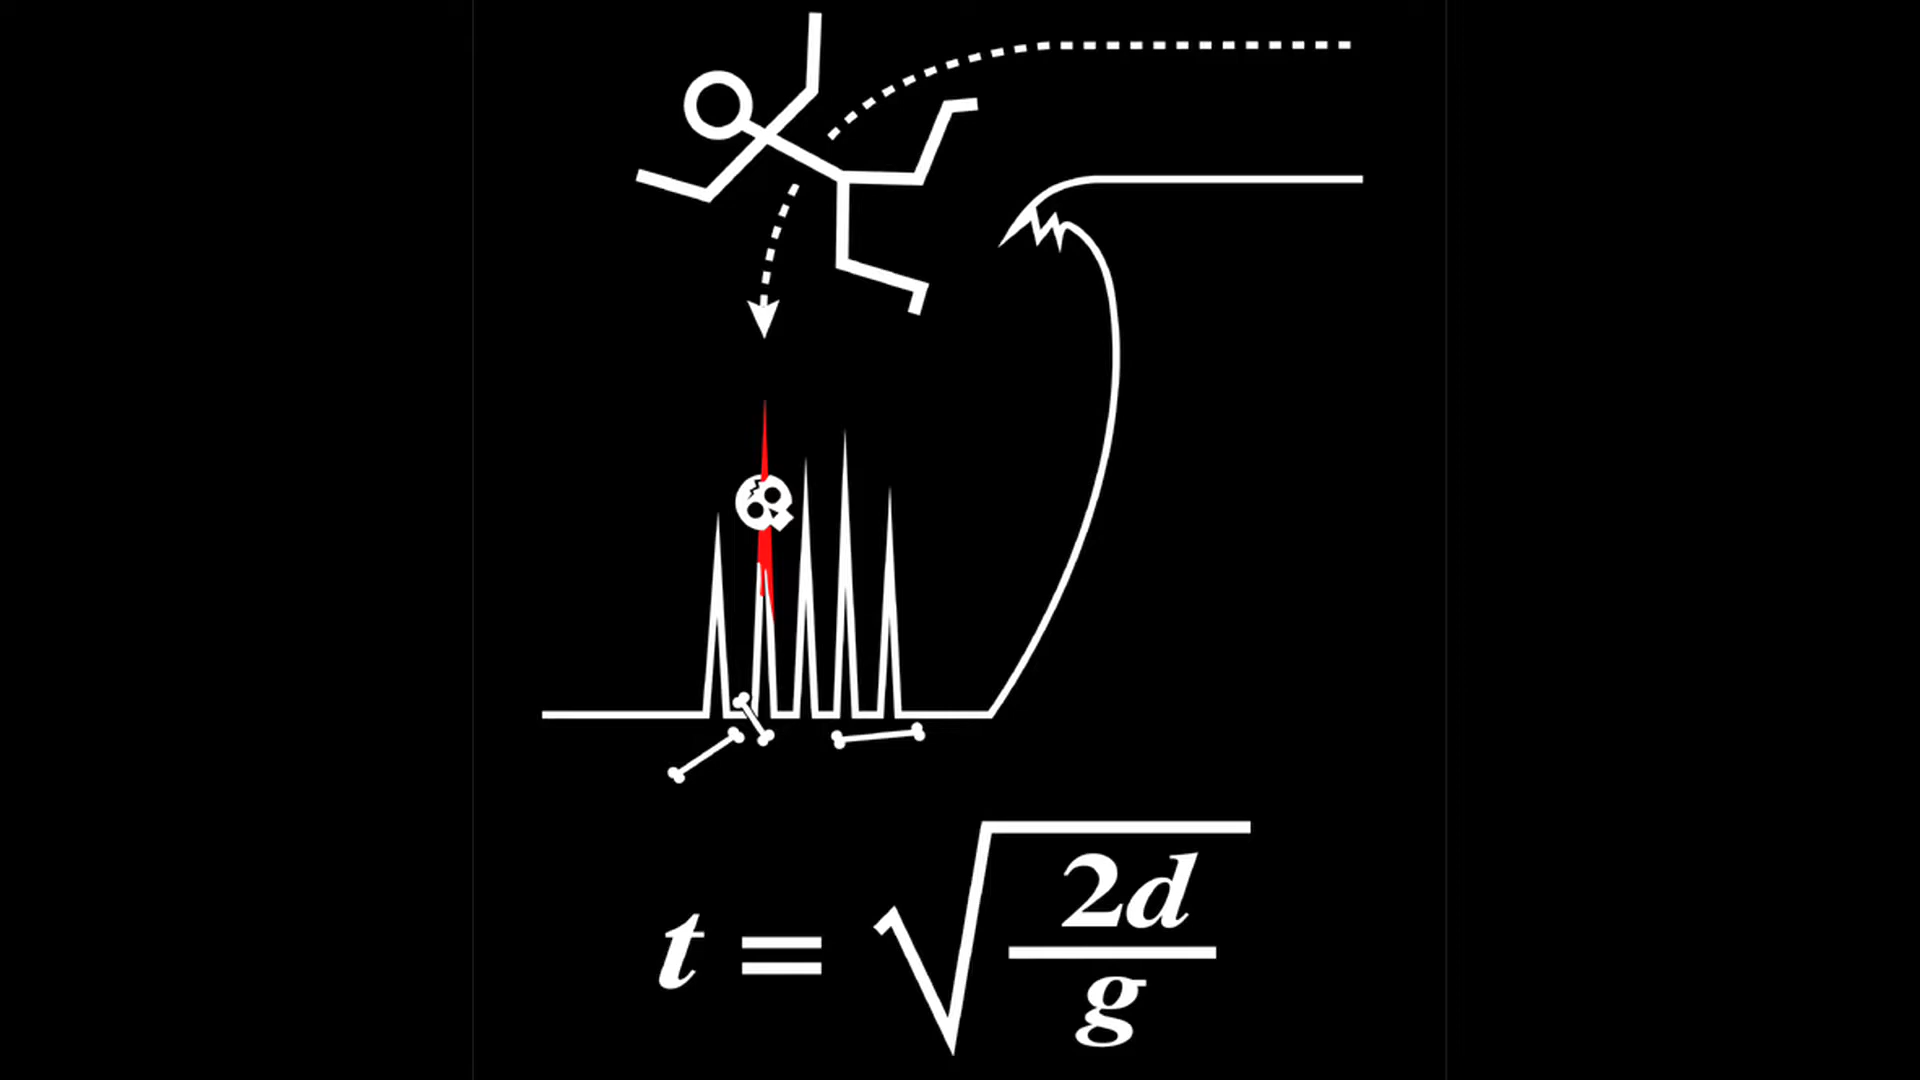 t = √(2d/g)